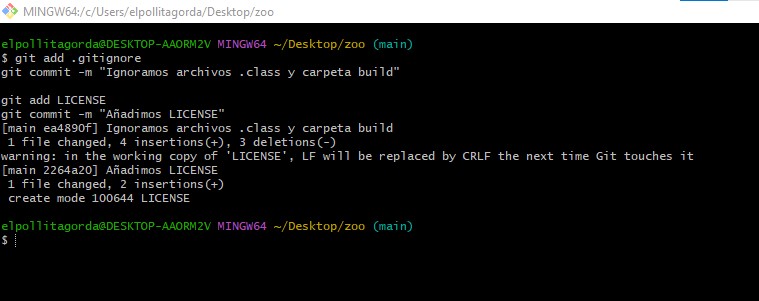 MINGW64:/c/Users/elpollitagorda/Desktop/zoo
elpollitagorda@DESKTOP-AAORM2V MINGW64 ~/Desktop/zoo (main)
$ git add .gitignore
git commit -m "Ignoramos archivos .class y carpeta build"
git add LICENSE
git commit -m "Añadimos LICENSE"
[main ea4890f] Ignoramos archivos .class y carpeta build
1 file changed, 4 insertions(+), 3 deletions(-)
warning: in the working copy of 'LICENSE', LF will be replaced by CRLF the next time Git touches it
[main 2264a20] Añadimos LICENSE
1 file changed, 2 insertions(+)
create mode 100644 LICENSE
elpollitagorda@DESKTOP-AAORM2V MINGW64 ~/Desktop/zoo (main)
$